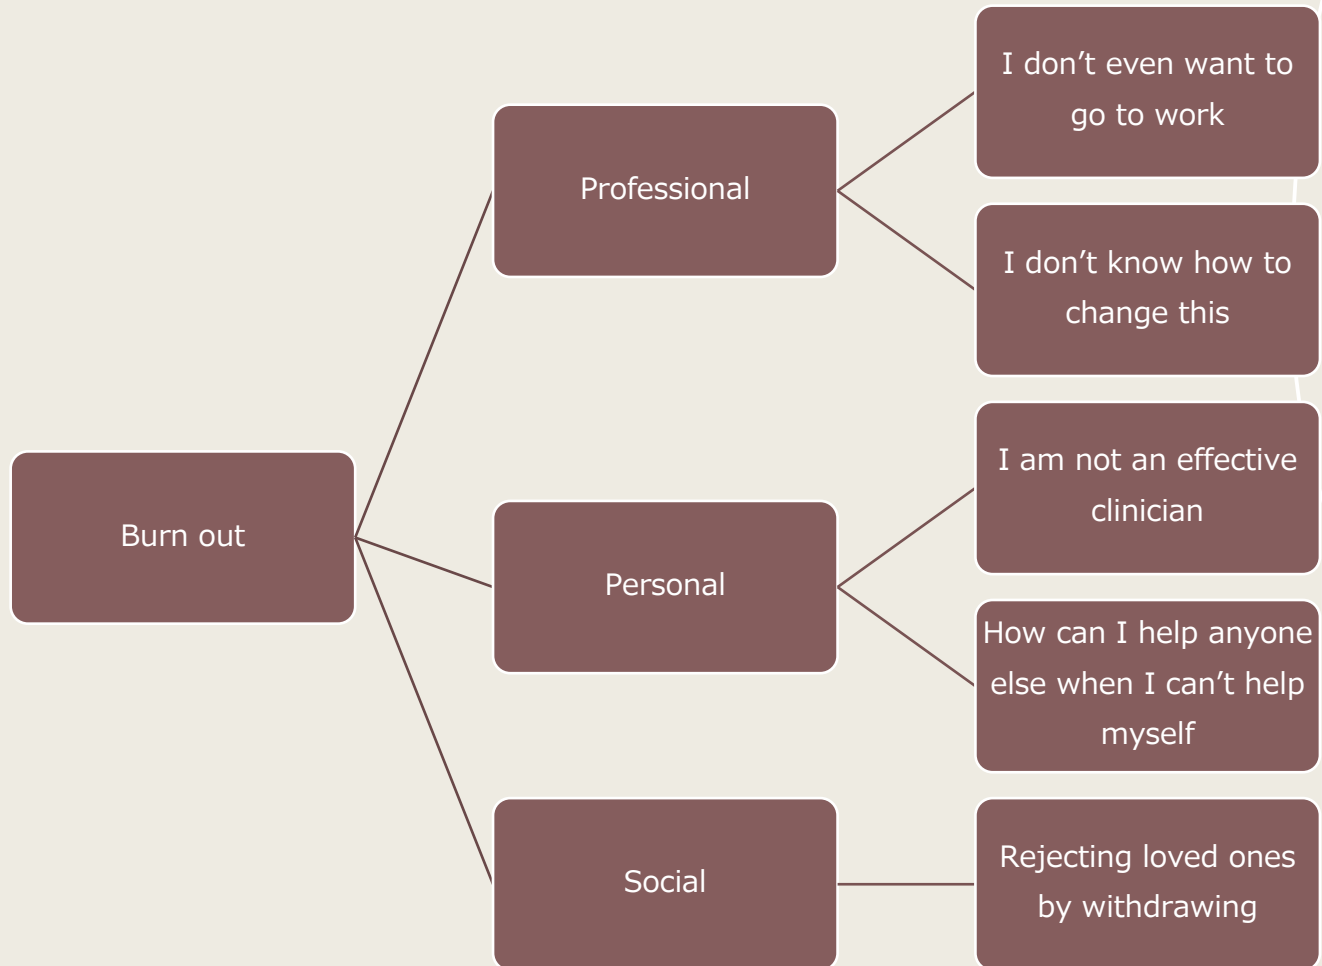 Burn out
Professional
I don’t even want to
go to work
I don’t know how to
change this
Personal
I am not an effective
clinician
How can I help anyone
else when I can’t help
myself
Social
Rejecting loved ones
by withdrawing